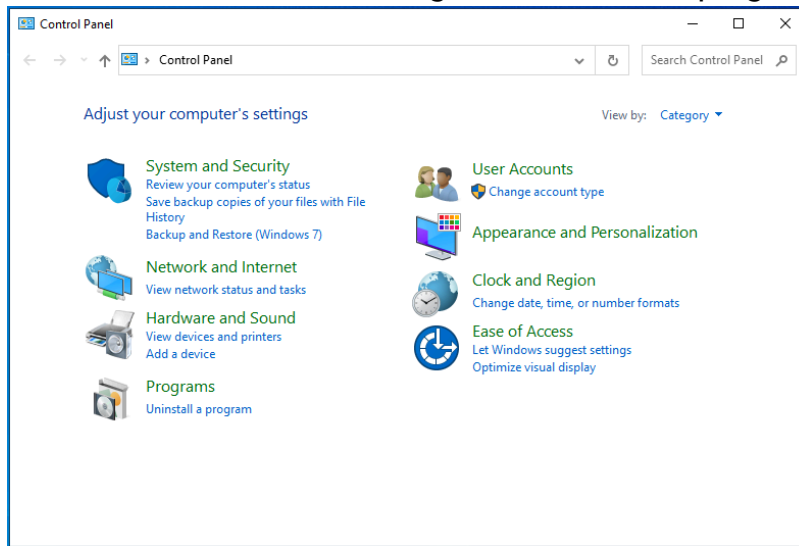 Control Panel
Control Panel
Search Control Panel
Adjust your computer's settings
View by: Category
System and Security
Review your computer's status
Save backup copies of your files with File
History
Backup and Restore (Windows 7)
Network and Internet
View network status and tasks
Hardware and Sound
View devices and printers
Add a device
Programs
Uninstall a program
User Accounts
Change account type
Appearance and Personalization
Clock and Region
Change date, time, or number formats
Ease of Access
Let Windows suggest settings
Optimize visual display